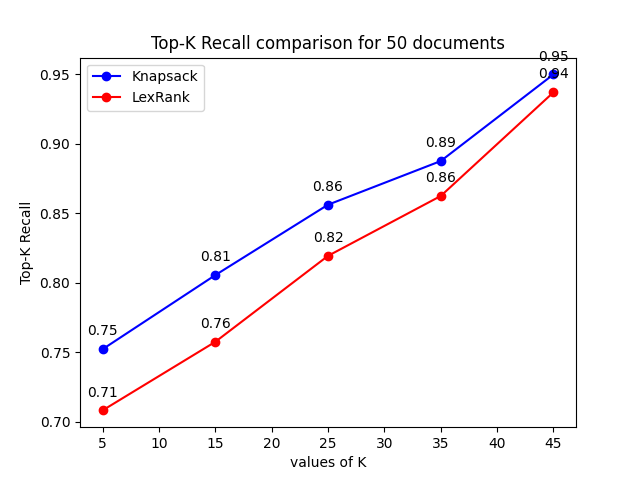 Top-K Recall comparison for 50 documents
Knapsack
LexRank
0.95
0.94
0.89
0.86
0.86
0.82
0.81
0.76
0.75
0.71
Top-K Recall
0.95
0.90
0.85
0.80
0.75
0.70
5 10 15 20 25 30 35 40 45
values of K